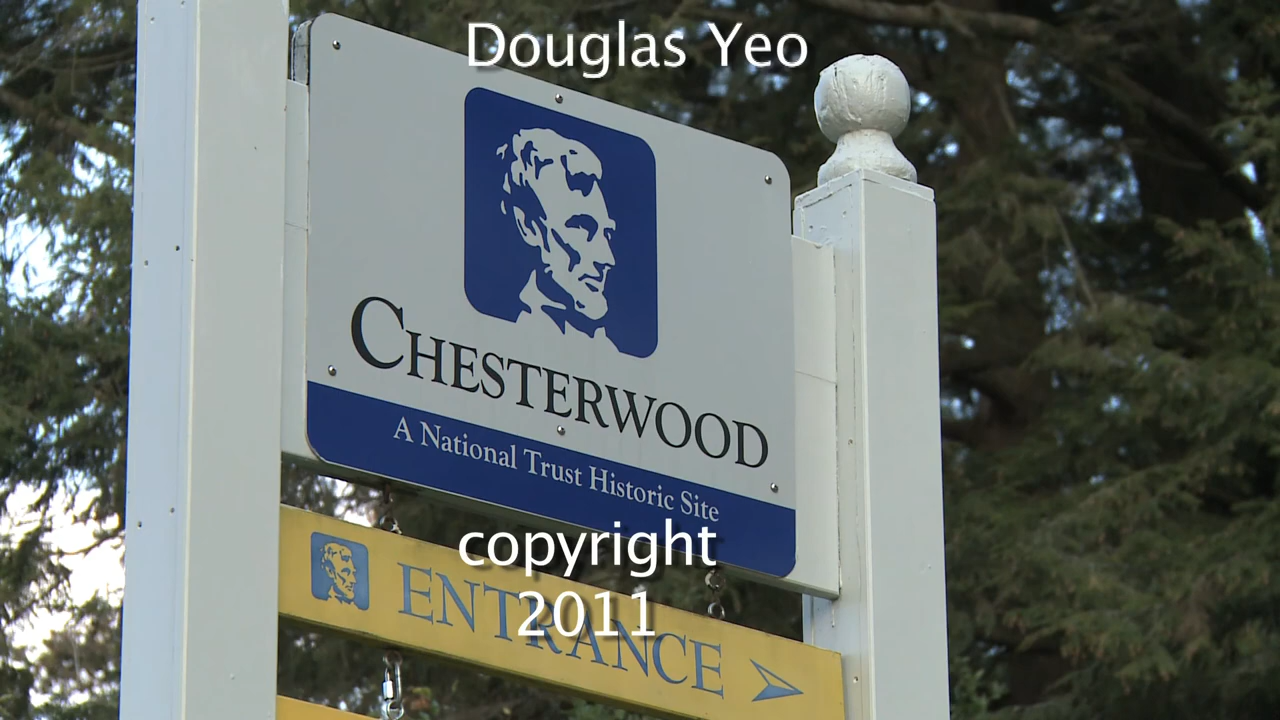 Douglas Yeo
CHESTERWOOD
A National Trust Historic Site
copyright
2011
ENTRANCE